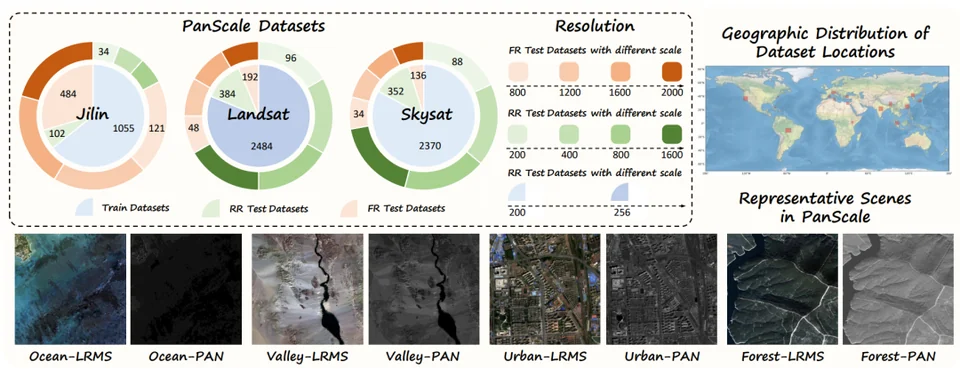 PanScale Datasets
34
484
Jilin
102
1055
121
192
96
384
Landsat
48
2484
136
88
352
34
Skysat
2370
Train Datasets
RR Test Datasets
FR Test Datasets
Resolution
FR Test Datasets with different scale
800 1200 1600 2000
RR Test Datasets with different scale
200 400 800 1600
RR Test Datasets with different scale
200 256
Geographic Distribution of
Dataset Locations
Representative Scenes
in PanScale
Ocean-LRMS
Ocean-PAN
Valley-LRMS
Valley-PAN
Urban-LRMS
Urban-PAN
Forest-LRMS
Forest-PAN